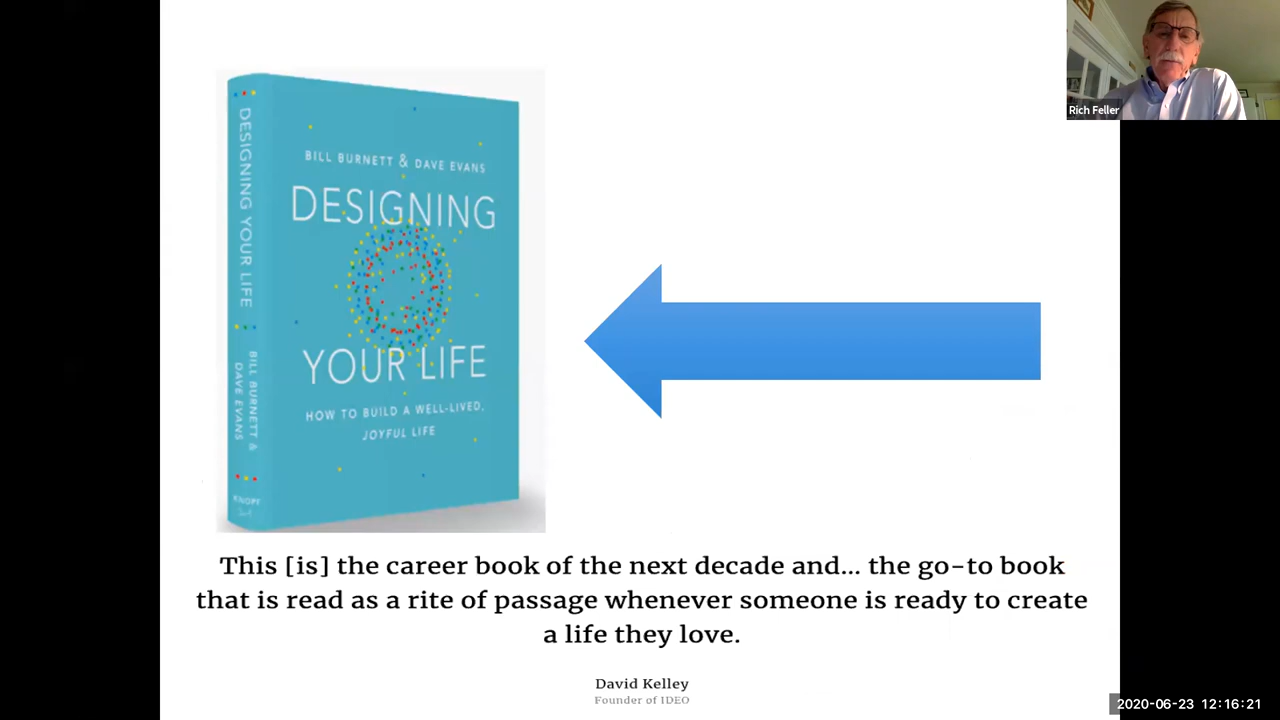 DESIGNING YOUR LIFE
BILL BURNETT &
DAVE EVANS
KNOPF
BILL BURNETT & DAVE EVANS
DESIGNING
YOUR LIFE
HOW TO BUILD A WELL-LIVED,
JOYFUL LIFE
Rich Feller
This [is] the career book of the next decade and... the go-to book
that is read as a rite of passage whenever someone is ready to create
a life they love.
David Kelley
Founder of IDEO
2020-06-23 12:16:21